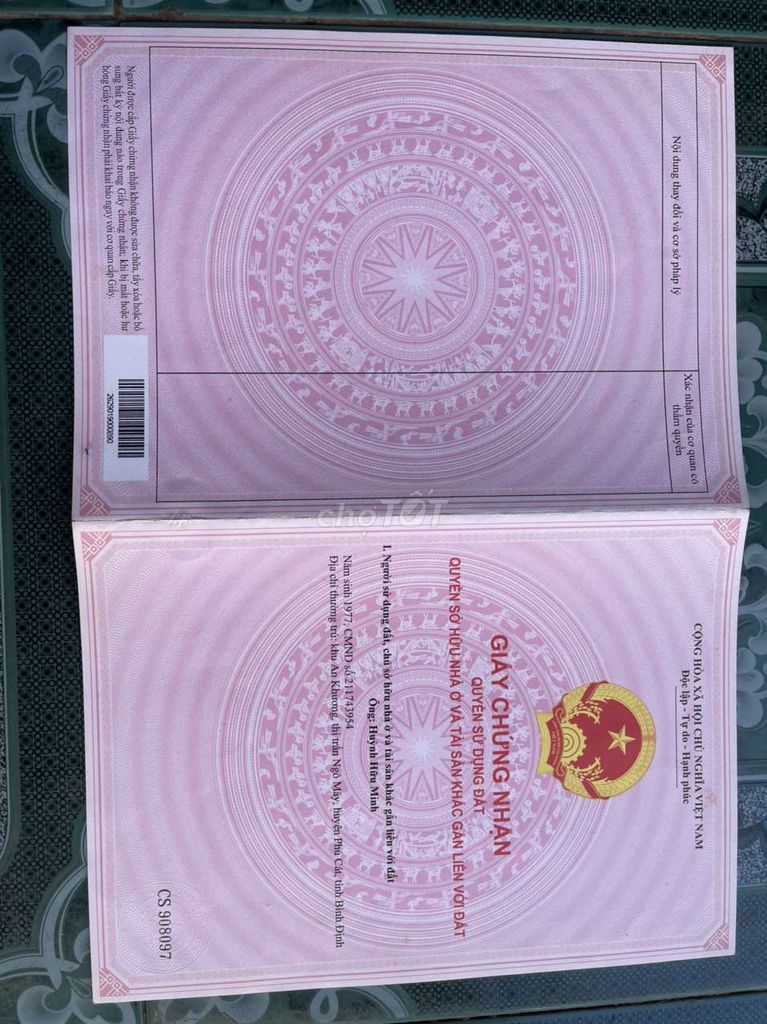 Nội dung thay đổi và cơ sở pháp lý
Xác nhận của cơ quan có
thẩm quyền
Người được cấp Giấy chứng nhận không được sửa chữa, tẩy xóa hoặc bổ
sung bất kỳ nội dung nào trong Giấy chứng nhận; khi bị mất hoặc hư
hỏng Giấy chứng nhận phải khai báo ngay với cơ quan cấp Giấy.
2629019000890
chợTỐT
CỘNG HÒA XÃ HỘI CHỦ NGHĨA VIỆT NAM
Độc lập - Tự do - Hạnh phúc
GIẤY CHỨNG NHẬN
QUYỀN SỬ DỤNG ĐẤT
QUYỀN SỞ HỮU NHÀ Ở VÀ TÀI SẢN KHÁC GẮN LIỀN VỚI ĐẤT
I. Người sử dụng đất, chủ sở hữu nhà ở và tài sản khác gắn liền với đất
Ông: Huỳnh Hữu Minh
Năm sinh 1977, CMND số 211743954
Địa chỉ thường trú: khu An Khương, thị trấn Ngô Mây, huyện Phù Cát, tỉnh Bình Định
CS 908097